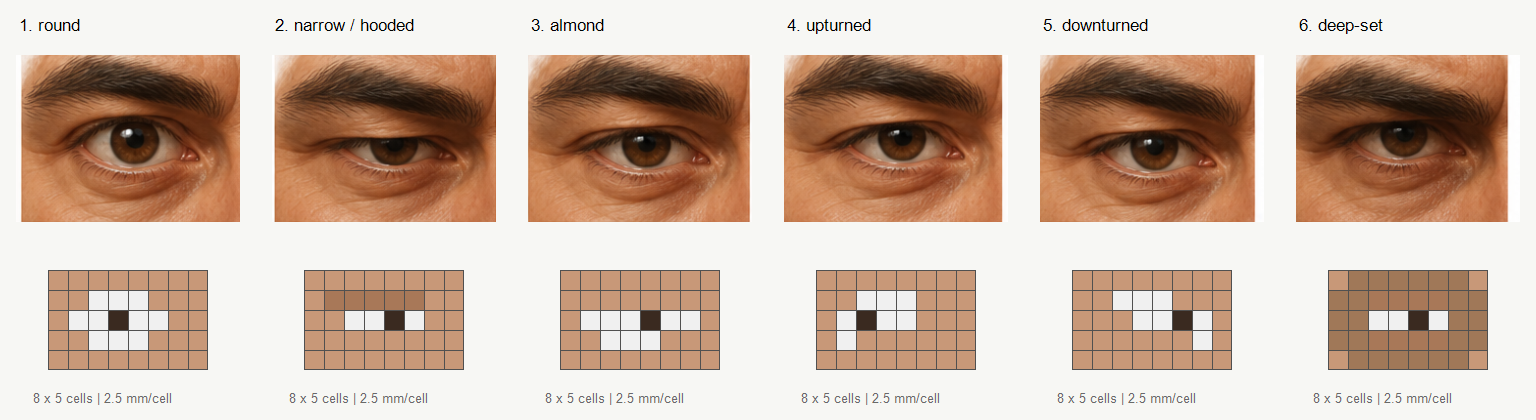 1. round
2. narrow / hooded
3. almond
4. upturned
5. downturned
6. deep-set
8 x 5 cells | 2.5 mm/cell
8 x 5 cells | 2.5 mm/cell
8 x 5 cells | 2.5 mm/cell
8 x 5 cells | 2.5 mm/cell
8 x 5 cells | 2.5 mm/cell
8 x 5 cells | 2.5 mm/cell